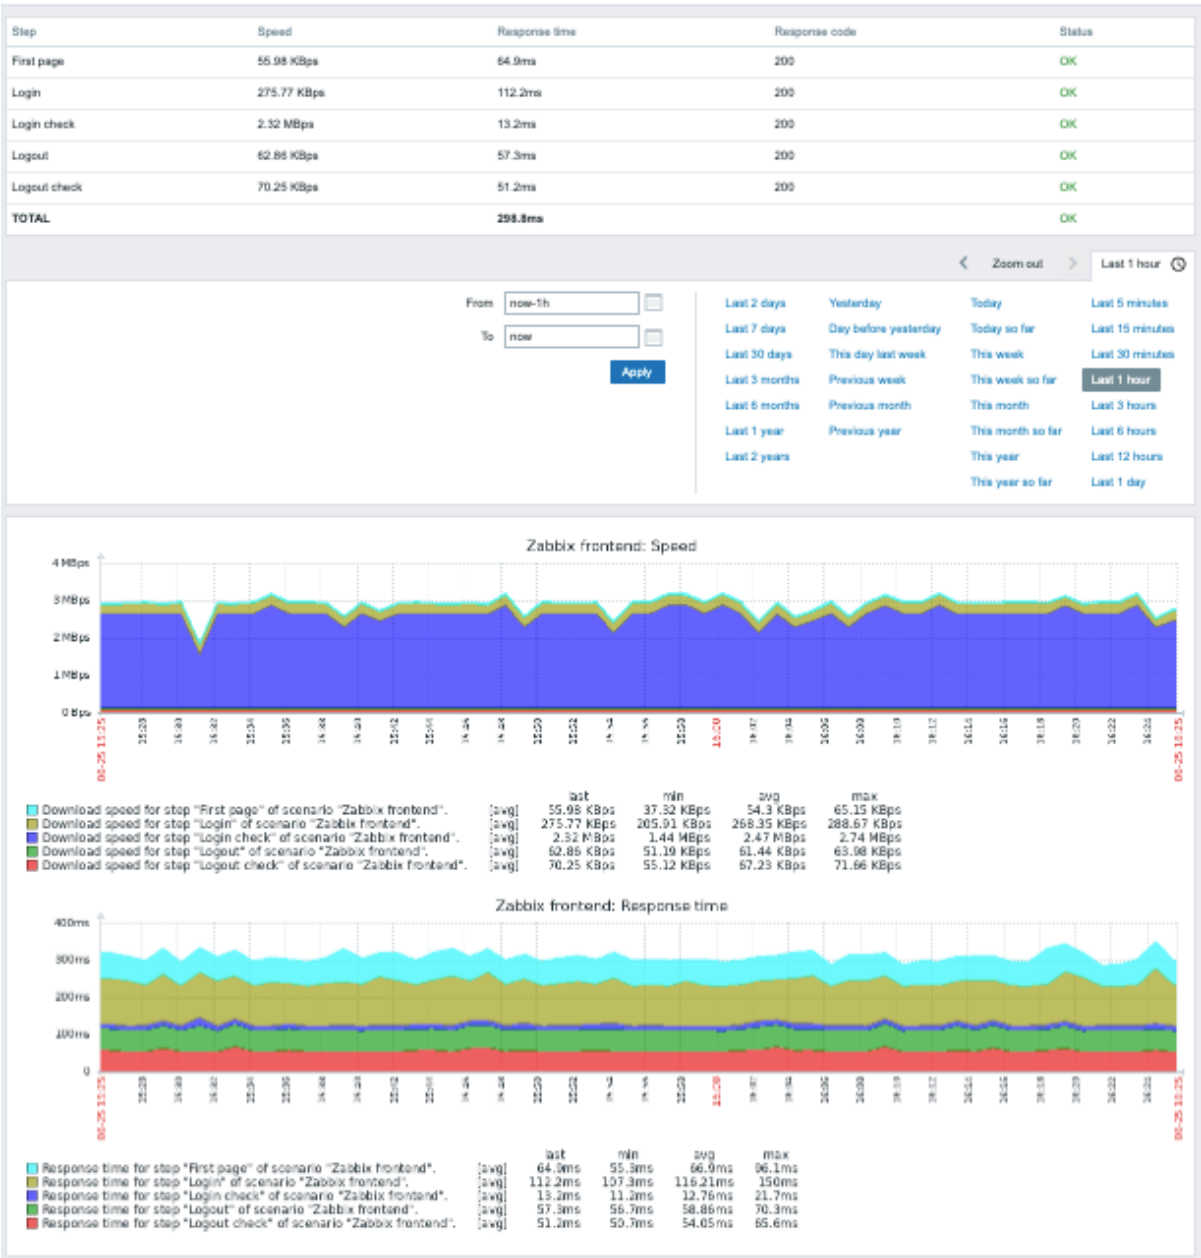 Step Speed Response time Response code Status
First page 55.98 KBps 64.9ms 200 OK
Login 275.77 KBps 112.2ms 200 OK
Login check 2.32 MBps 13.2ms 200 OK
Logout 62.86 KBps 57.3ms 200 OK
Logout check 70.25 KBps 51.2ms 200 OK
TOTAL 298.8ms OK
Zoom out Last 1 hour
From now-1h
To now
Apply
Last 2 days Yesterday Today Last 5 minutes
Last 7 days Day before yesterday Today so far Last 15 minutes
Last 30 days This day last week This week Last 30 minutes
Last 3 months Previous week This week so far Last 1 hour
Last 6 months Previous month This month Last 3 hours
Last 1 year Previous year This month so far Last 6 hours
Last 2 years This year Last 12 hours
This year so far Last 1 day
Zabbix frontend: Speed
4 MBps
3 MBps
2 MBps
1 MBps
0 Bps
last min avg max
Download speed for step "First page" of scenario "Zabbix frontend". [avg] 55.98 KBps 37.32 KBps 54.3 KBps 65.15 KBps
Download speed for step "Login" of scenario "Zabbix frontend". [avg] 275.77 KBps 205.91 KBps 268.35 KBps 288.67 KBps
Download speed for step "Login check" of scenario "Zabbix frontend". [avg] 2.32 MBps 1.44 MBps 2.47 MBps 2.74 MBps
Download speed for step "Logout" of scenario "Zabbix frontend". [avg] 62.86 KBps 51.19 KBps 61.44 KBps 63.98 KBps
Download speed for step "Logout check" of scenario "Zabbix frontend". [avg] 70.25 KBps 55.12 KBps 67.23 KBps 71.66 KBps
Zabbix frontend: Response time
400ms
300ms
200ms
100ms
0
last min avg max
Response time for step "First page" of scenario "Zabbix frontend". [avg] 64.9ms 55.3ms 66.9ms 96.1ms
Response time for step "Login" of scenario "Zabbix frontend". [avg] 112.2ms 107.3ms 116.21ms 150ms
Response time for step "Login check" of scenario "Zabbix frontend". [avg] 13.2ms 11.2ms 12.76ms 21.7ms
Response time for step "Logout" of scenario "Zabbix frontend". [avg] 57.3ms 56.7ms 58.86ms 70.3ms
Response time for step "Logout check" of scenario "Zabbix frontend". [avg] 51.2ms 50.7ms 54.05ms 65.6ms